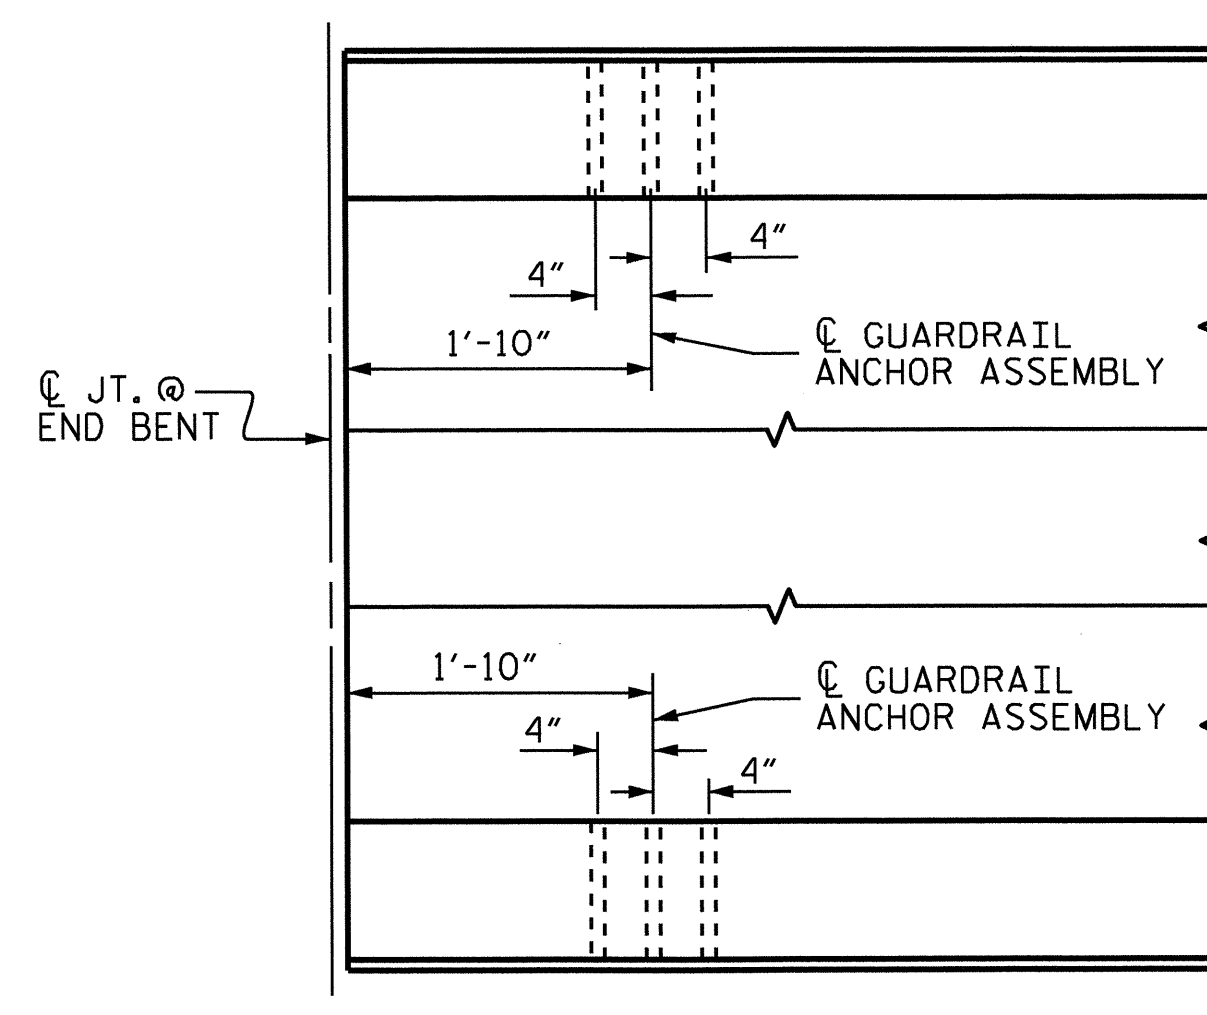 4"
4"
1'-10"
℄ GUARDRAIL
ANCHOR ASSEMBLY
℄ JT. @
END BENT
1'-10"
℄ GUARDRAIL
ANCHOR ASSEMBLY
4"
4"